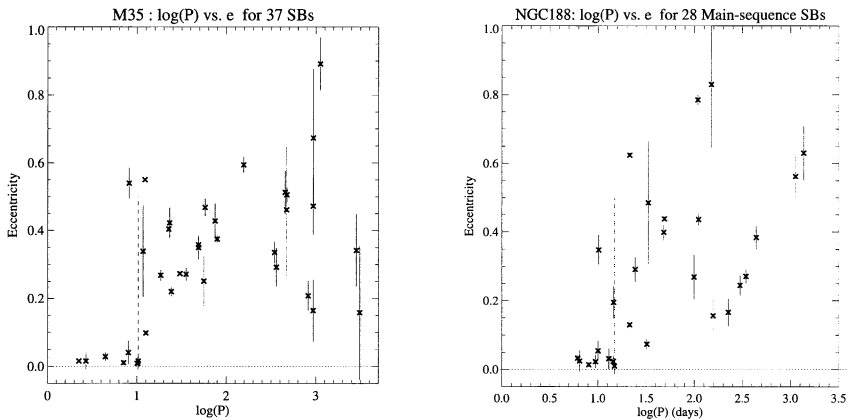 M35 : log(P) vs. e for 37 SBs
1.0
0.8
0.6
0.4
0.2
0.0
Eccentricity
0 1 2 3
log(P)
NGC188: log(P) vs. e for 28 Main-sequence SBs
1.0
0.8
0.6
0.4
0.2
0.0
Eccentricity
0.0 0.5 1.0 1.5 2.0 2.5 3.0 3.5
log(P) (days)